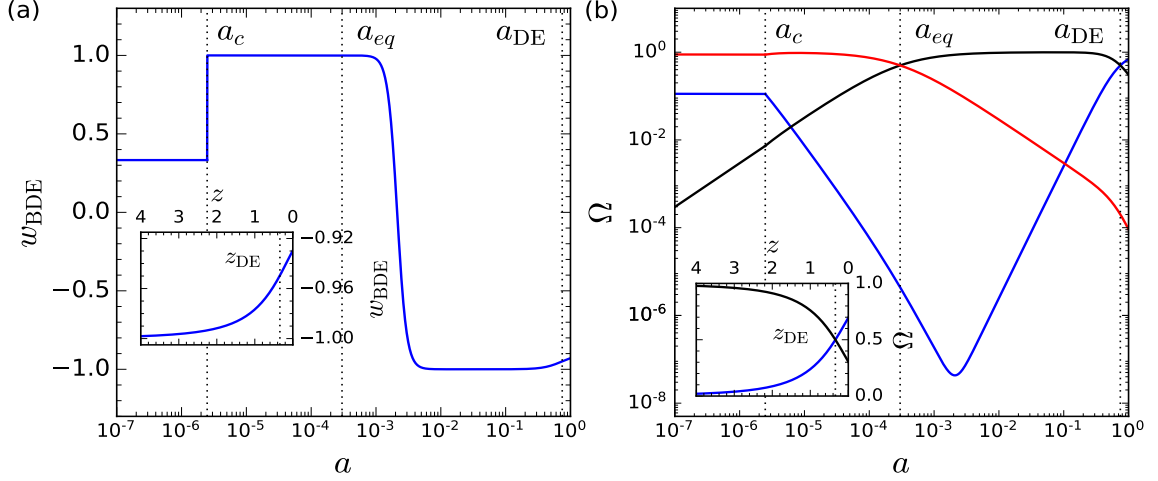 (a)
a_c
a_eq
a_DE
1.0
0.5
0.0
−0.5
−1.0
w_BDE
z
4 3 2 1 0
z_DE
−0.92
−0.96
−1.00
w_BDE
10^-7 10^-6 10^-5 10^-4 10^-3 10^-2 10^-1 10^0
a
(b)
a_c
a_eq
a_DE
10^0
10^-2
10^-4
10^-6
10^-8
Ω
z
4 3 2 1 0
z_DE
1.0
0.5
0.0
Ω
10^-7 10^-6 10^-5 10^-4 10^-3 10^-2 10^-1 10^0
a